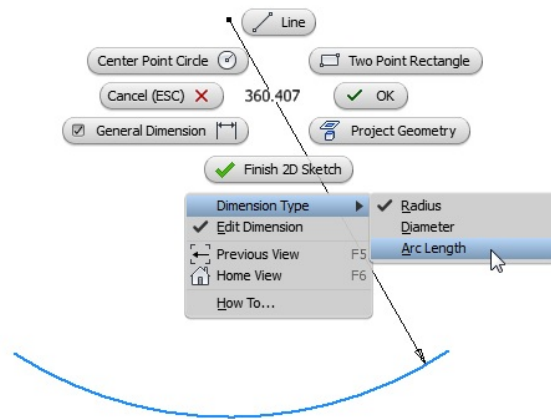 Line
Center Point Circle
Two Point Rectangle
Cancel (ESC)
360.407
OK
General Dimension
Project Geometry
Finish 2D Sketch
Dimension Type
Radius
Edit Dimension
Diameter
Arc Length
Previous View F5
Home View F6
How To...